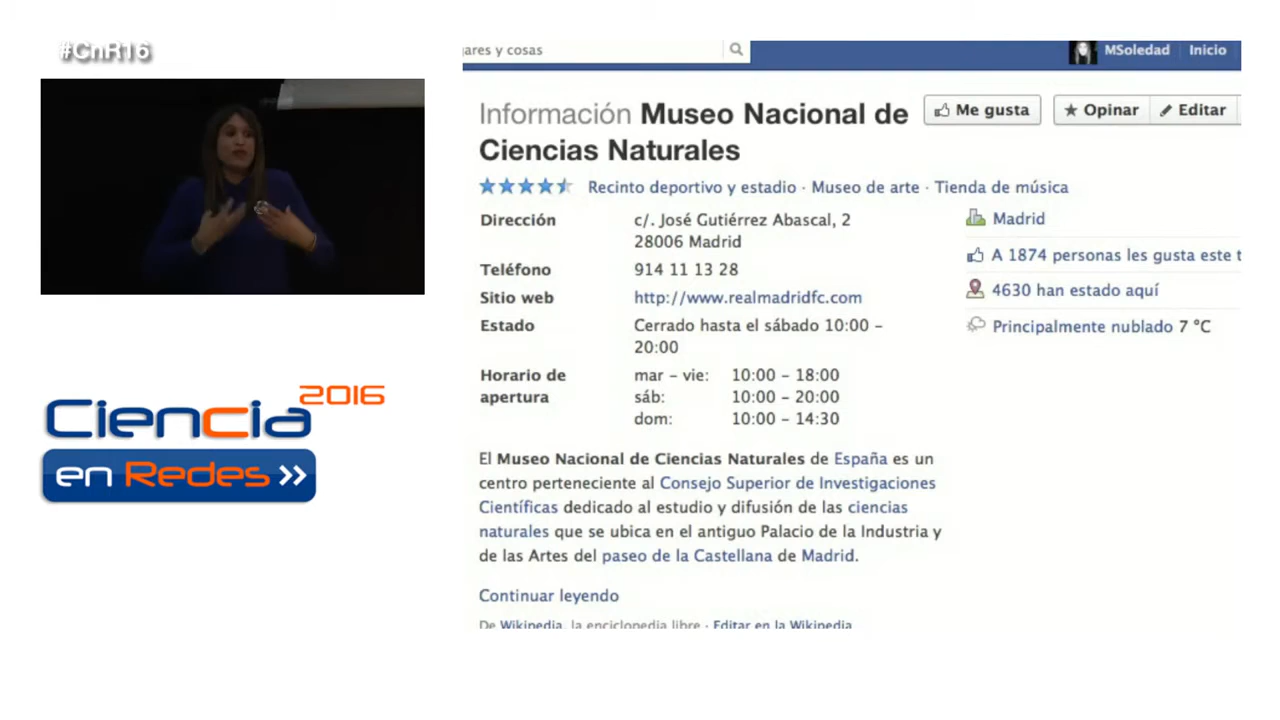 #CnR16
ares y cosas
MSoledad Inicio
Información Museo Nacional de
Ciencias Naturales
Me gusta
Opinar
Editar
Recinto deportivo y estadio · Museo de arte · Tienda de música
Dirección c/. José Gutiérrez Abascal, 2
28006 Madrid
Teléfono 914 11 13 28
Sitio web http://www.realmadridfc.com
Estado Cerrado hasta el sábado 10:00 –
20:00
Horario de mar – vie: 10:00 – 18:00
apertura sáb: 10:00 – 20:00
dom: 10:00 – 14:30
Madrid
A 1874 personas les gusta este t
4630 han estado aquí
Principalmente nublado 7 °C
El Museo Nacional de Ciencias Naturales de España es un
centro perteneciente al Consejo Superior de Investigaciones
Científicas dedicado al estudio y difusión de las ciencias
naturales que se ubica en el antiguo Palacio de la Industria y
de las Artes del paseo de la Castellana de Madrid.
Continuar leyendo
De Wikipedia, la enciclopedia libre · Editar en la Wikipedia
Ciencia 2016
en Redes »